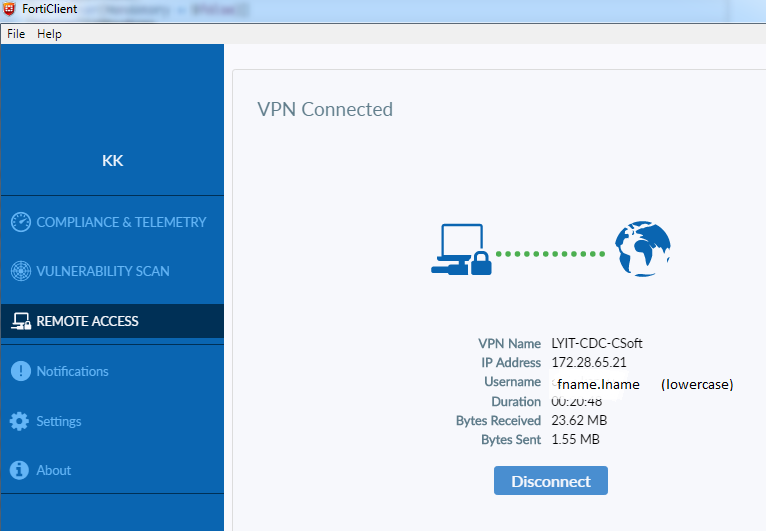 FortiClient
File Help
KK
COMPLIANCE & TELEMETRY
VULNERABILITY SCAN
REMOTE ACCESS
Notifications
Settings
About
VPN Connected
VPN Name LYIT-CDC-CSoft
IP Address 172.28.65.21
Username fname.lname (lowercase)
Duration 00:20:48
Bytes Received 23.62 MB
Bytes Sent 1.55 MB
Disconnect